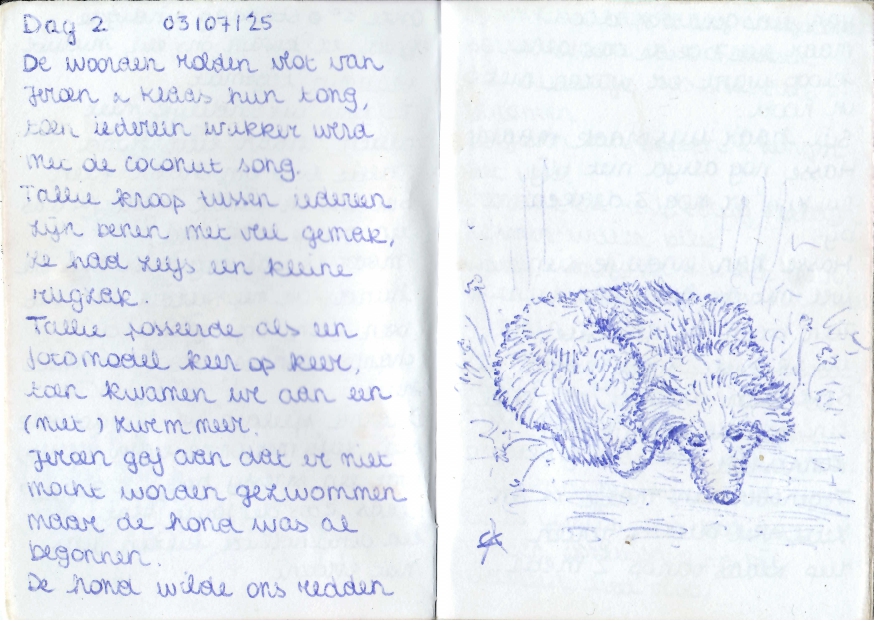 Dag 2 03/07/25
De woorden rolden vlot van
Jeroen & Klaas hun tong,
toen iedereen wakker werd
met de coconut song.
Tallie kroop tussen iedereen
zijn benen met veel gemak,
Ze had zelfs een kleine
rugzak.
Tallie poseerde als een
fotomodel keer op keer,
toen kwamen we aan een
(niet) zwemmeer.
Jeroen gaf aan dat er niet
mocht worden gezwommen
maar de hond was al
begonnen.
De hond wilde ons redden